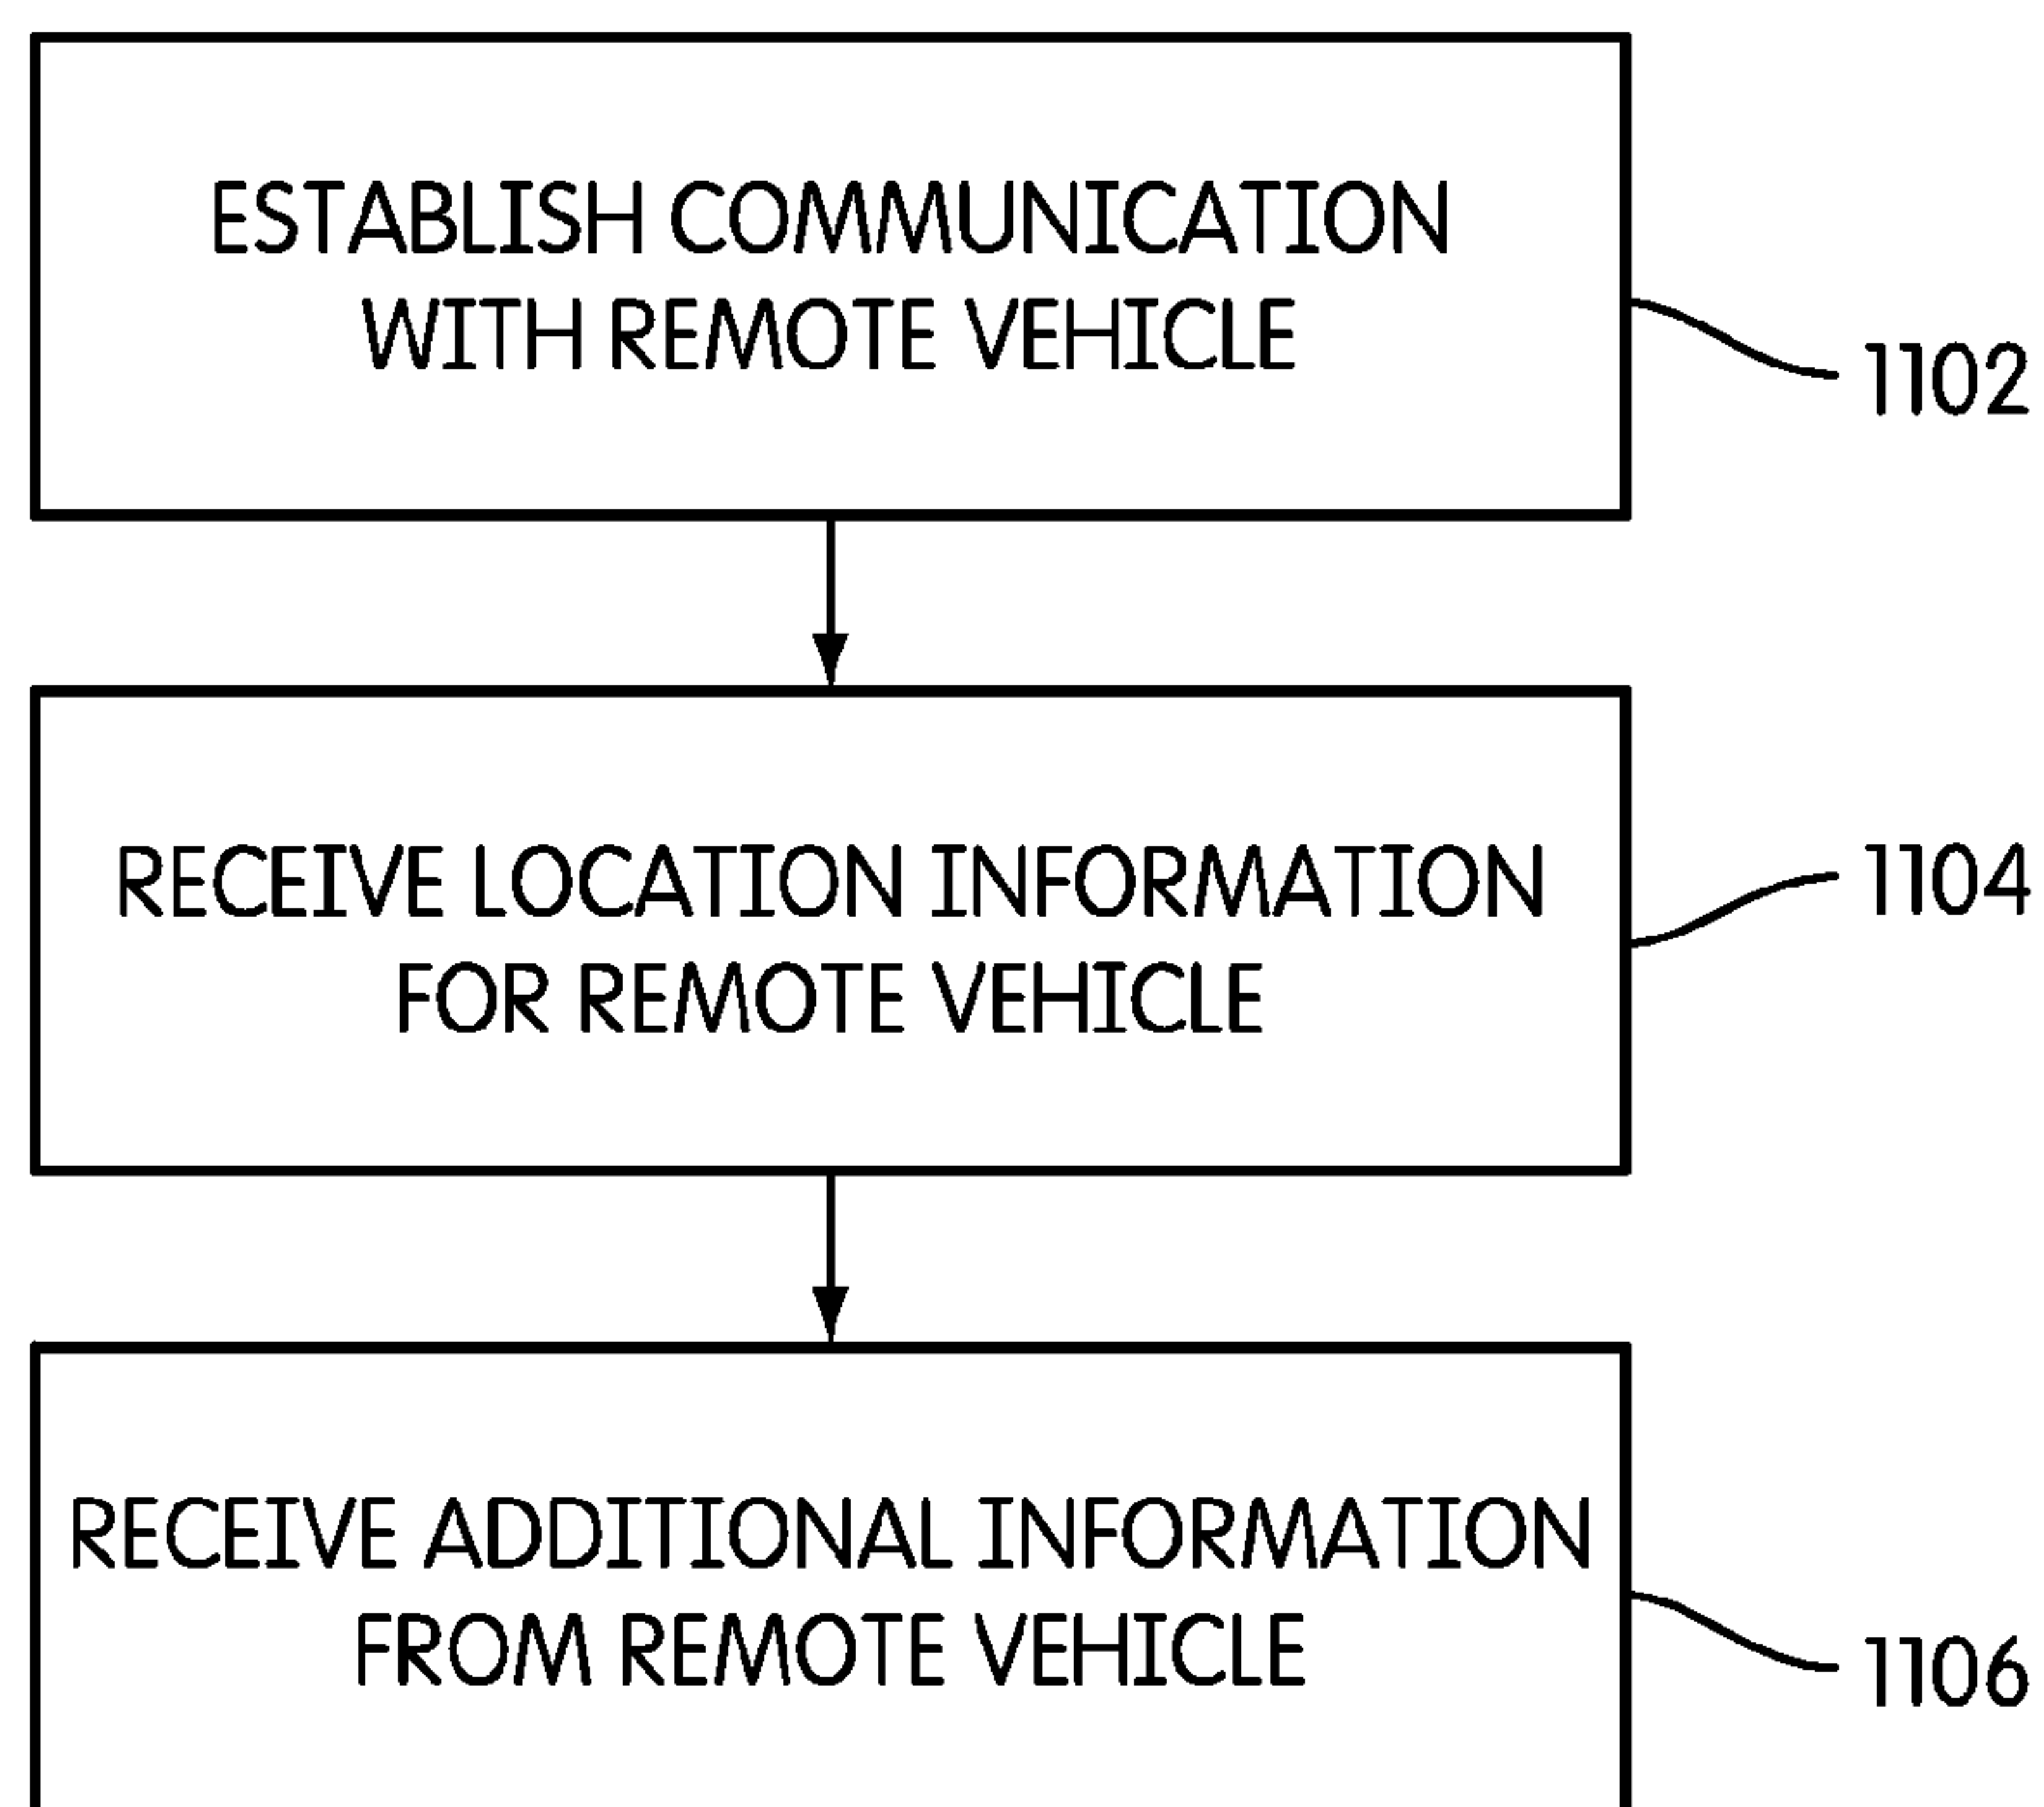 ESTABLISH COMMUNICATION
WITH REMOTE VEHICLE
1102
RECEIVE LOCATION INFORMATION
FOR REMOTE VEHICLE
1104
RECEIVE ADDITIONAL INFORMATION
FROM REMOTE VEHICLE
1106